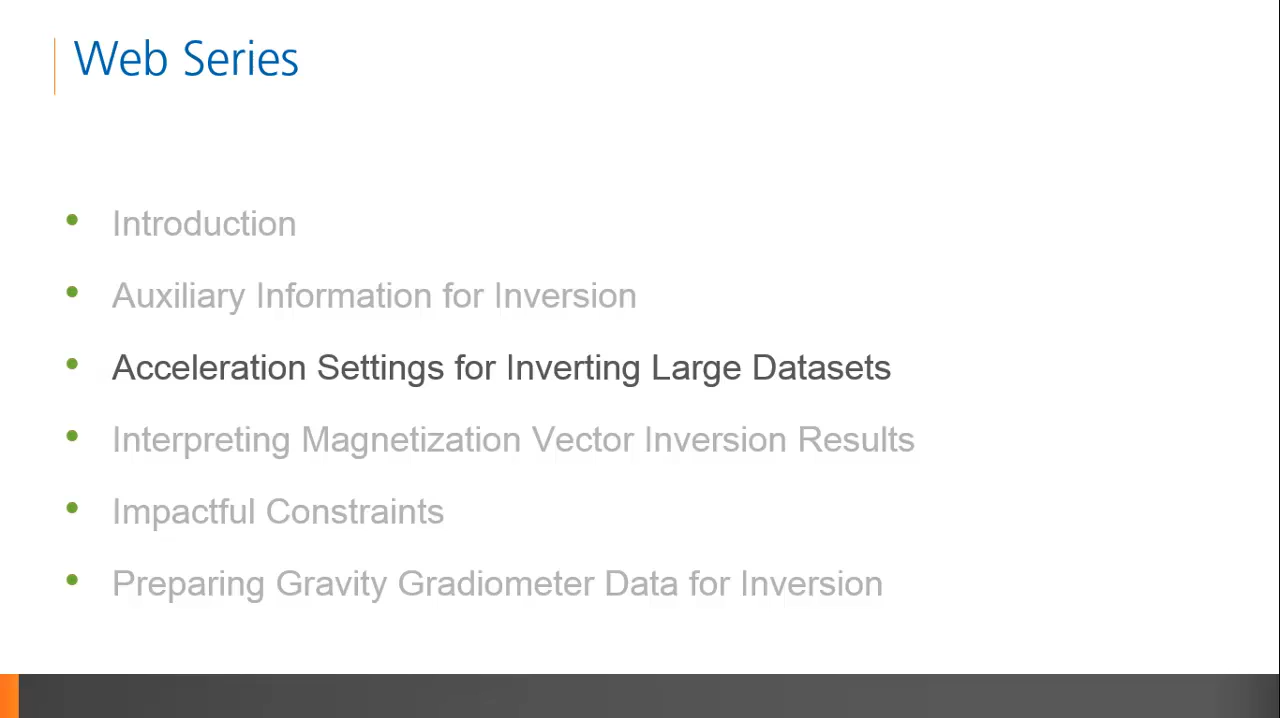 Web Series
Introduction
Auxiliary Information for Inversion
Acceleration Settings for Inverting Large Datasets
Interpreting Magnetization Vector Inversion Results
Impactful Constraints
Preparing Gravity Gradiometer Data for Inversion